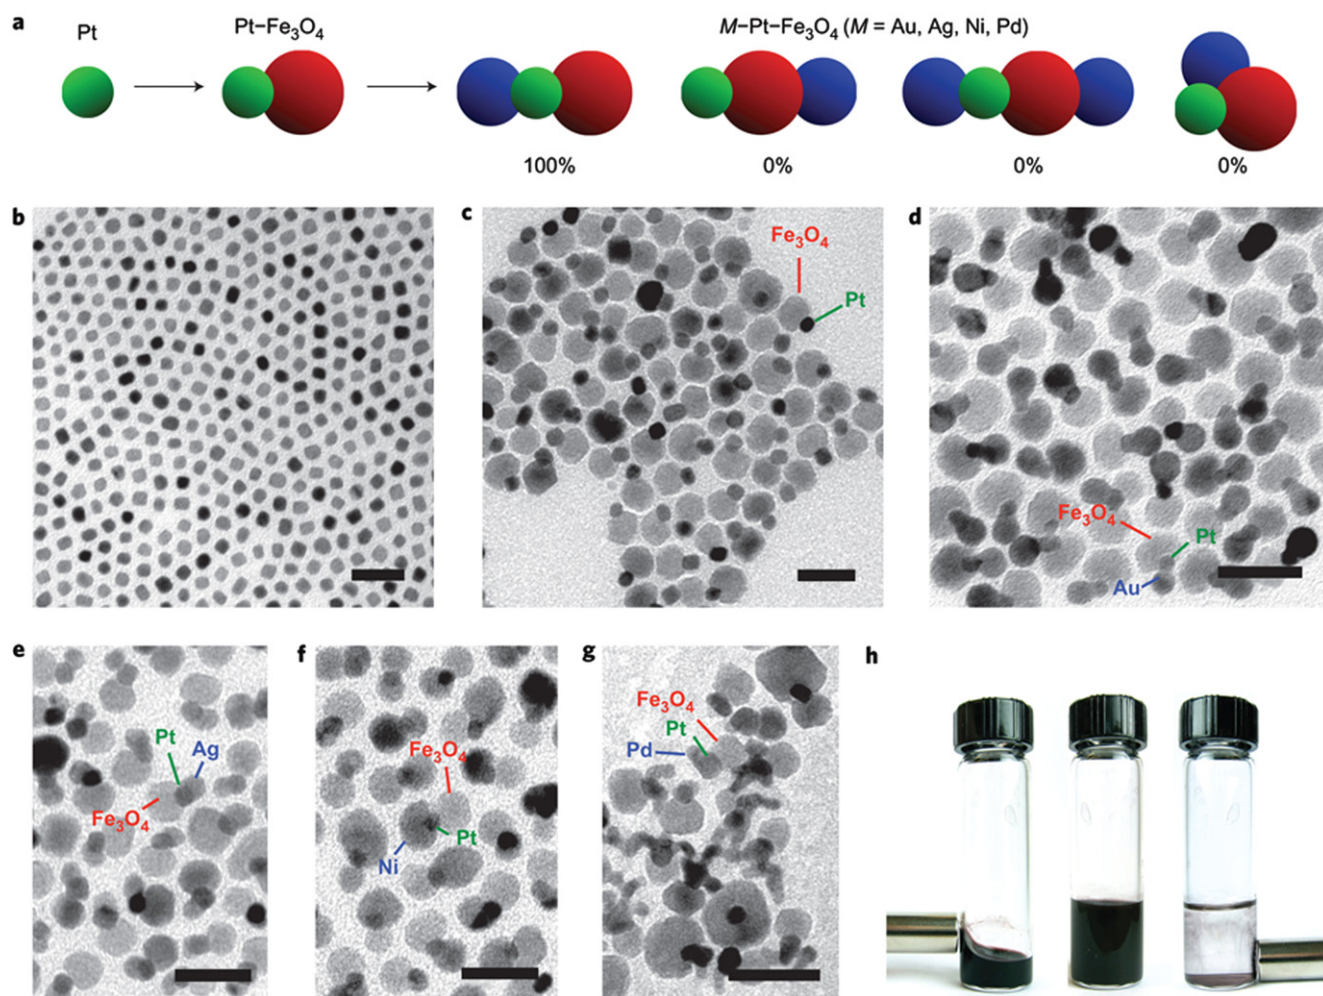 a
Pt
Pt–Fe₃O₄
M–Pt–Fe₃O₄ (M = Au, Ag, Ni, Pd)
100%
0%
0%
0%
b
c
Fe₃O₄
Pt
d
Fe₃O₄
Pt
Au
e
Pt
Ag
Fe₃O₄
f
Fe₃O₄
Pt
Ni
g
Fe₃O₄
Pt
Pd
h